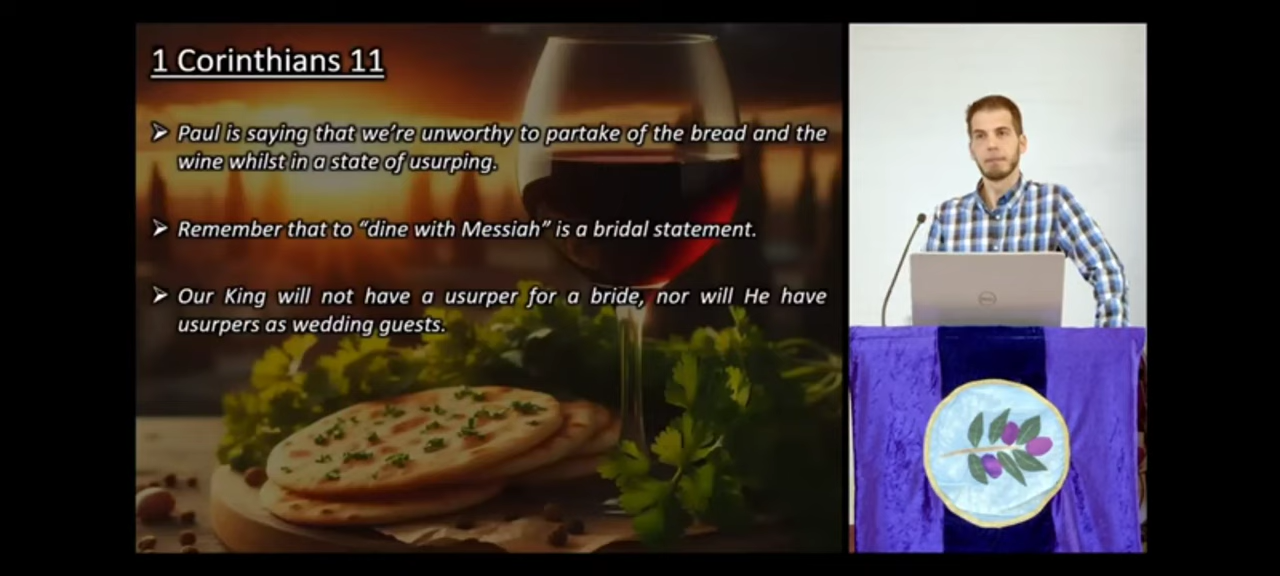 1 Corinthians 11
➢ Paul is saying that we’re unworthy to partake of the bread and the
wine whilst in a state of usurping.
➢ Remember that to “dine with Messiah” is a bridal statement.
➢ Our King will not have a usurper for a bride, nor will He have
usurpers as wedding guests.
DELL